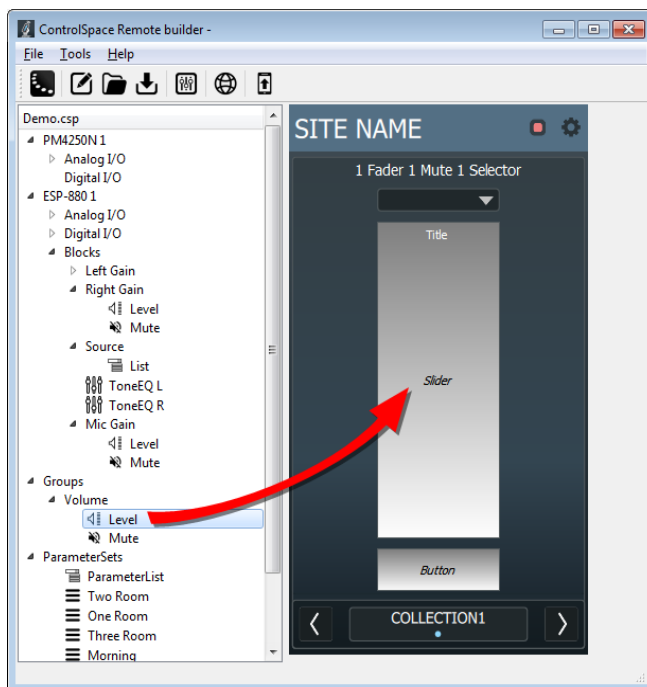 ControlSpace Remote builder -
File Tools Help
Demo.csp
PM4250N 1
Analog I/O
Digital I/O
ESP-880 1
Analog I/O
Digital I/O
Blocks
Left Gain
Right Gain
Level
Mute
Source
List
ToneEQ L
ToneEQ R
Mic Gain
Level
Mute
Groups
Volume
Level
Mute
ParameterSets
ParameterList
Two Room
One Room
Three Room
Morning
SITE NAME
1 Fader 1 Mute 1 Selector
Title
Slider
Button
COLLECTION1